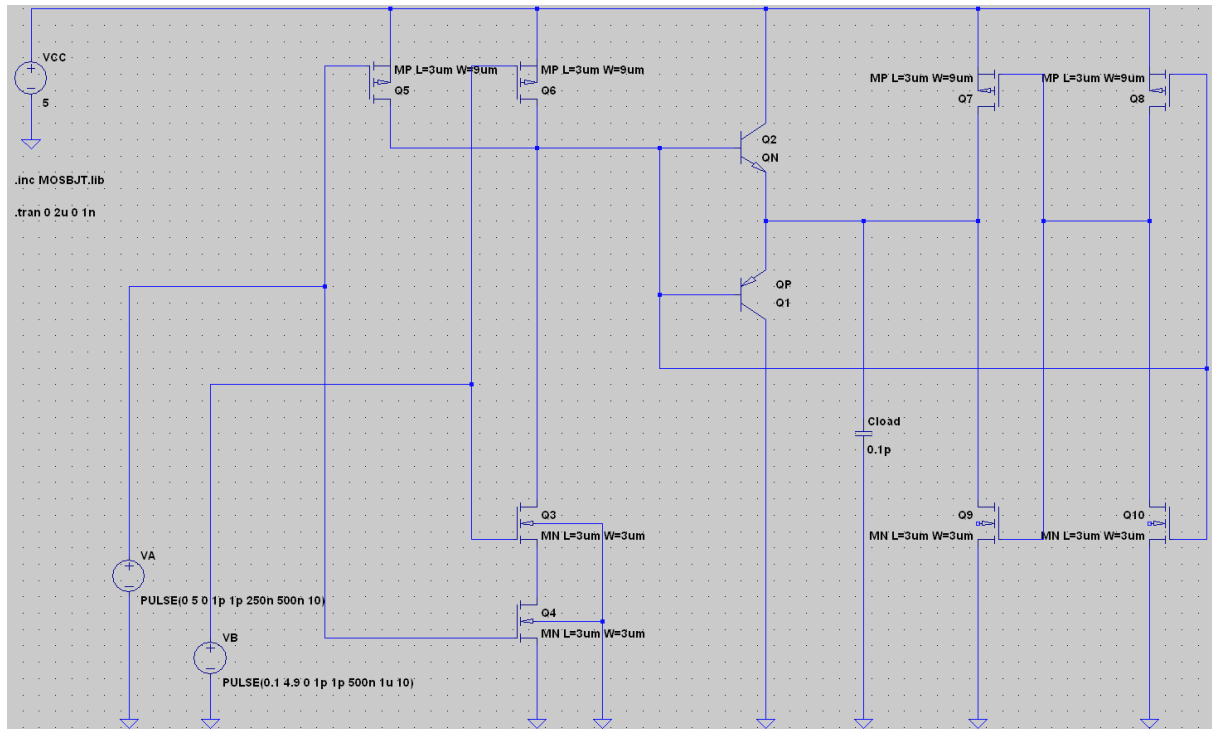 VCC
5
.inc MOSBJT.lib
.tran 0 2u 0 1n
MP L=3um W=9um
Q5
MP L=3um W=9um
Q6
Q2
QN
QP
Q1
MP L=3um W=9um
Q7
MP L=3um W=9um
Q8
Cload
0.1p
Q3
MN L=3um W=3um
Q4
MN L=3um W=3um
Q9
MN L=3um W=3um
Q10
MN L=3um W=3um
VA
PULSE(0 5 0 1p 1p 250n 500n 10)
VB
PULSE(0.1 4.9 0 1p 1p 500n 1u 10)